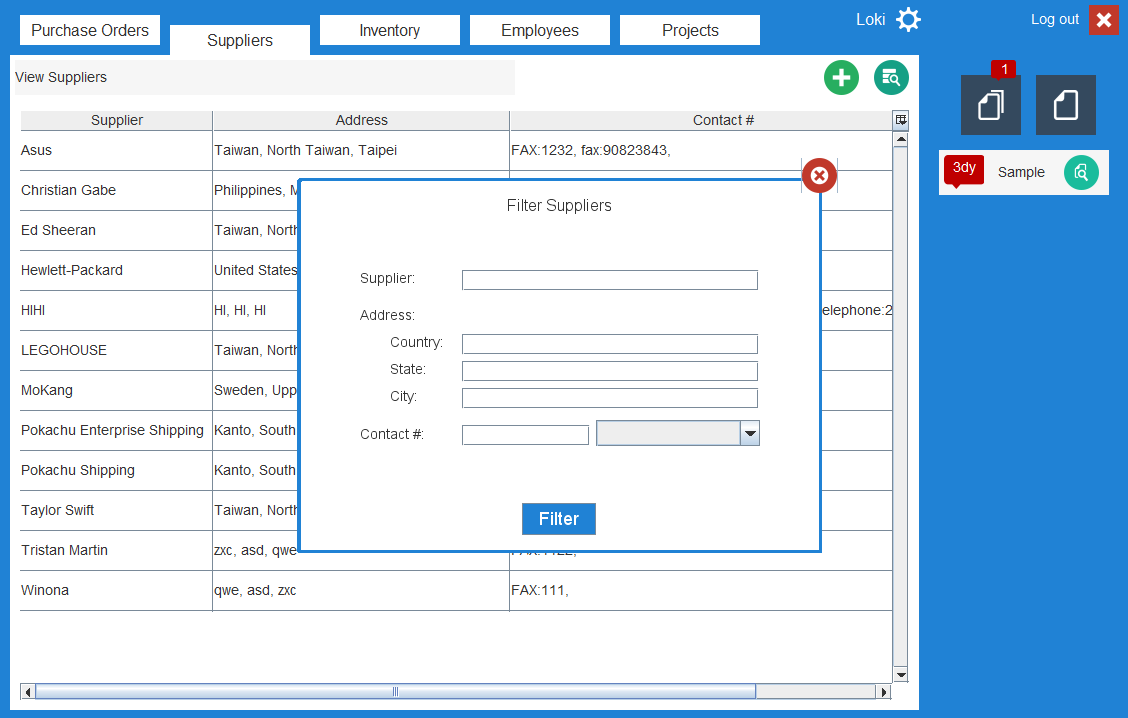 Purchase Orders
Suppliers
Inventory
Employees
Projects
Loki
Log out
View Suppliers
1
3dy
Sample
Supplier Address Contact #
Asus Taiwan, North Taiwan, Taipei FAX:1232, fax:90823843,
Christian Gabe Philippines,
Ed Sheeran Taiwan, North
Hewlett-Packard United States
HIHI HI, HI, HI elephone:2
LEGOHOUSE Taiwan, North
MoKang Sweden, Upp
Pokachu Enterprise Shipping Kanto, South
Pokachu Shipping Kanto, South
Taylor Swift Taiwan, North
Tristan Martin zxc, asd, qwe
Winona qwe, asd, zxc FAX:111,
Filter Suppliers
Supplier:
Address:
Country:
State:
City:
Contact #:
Filter